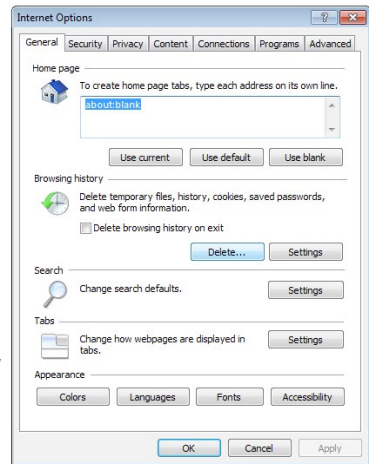 Internet Options
General Security Privacy Content Connections Programs Advanced
Home page
To create home page tabs, type each address on its own line.
about:blank
Use current Use default Use blank
Browsing history
Delete temporary files, history, cookies, saved passwords,
and web form information.
Delete browsing history on exit
Delete... Settings
Search
Change search defaults. Settings
Tabs
Change how webpages are displayed in
tabs.
Settings
Appearance
Colors Languages Fonts Accessibility
OK Cancel Apply